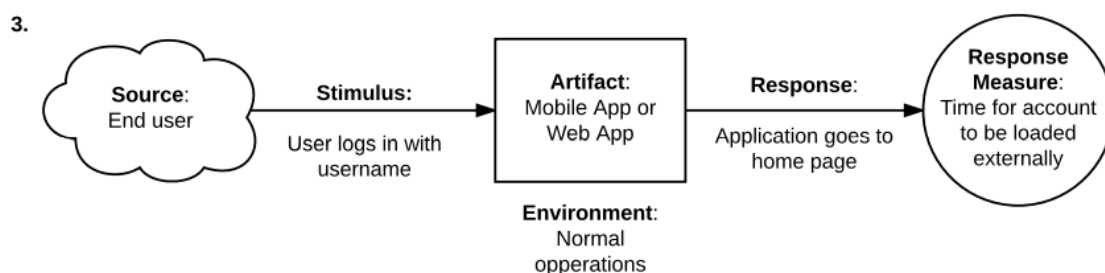 3.
Source:
End user
Stimulus:
User logs in with
username
Artifact:
Mobile App or
Web App
Environment:
Normal
opperations
Response:
Application goes to
home page
Response
Measure:
Time for account
to be loaded
externally